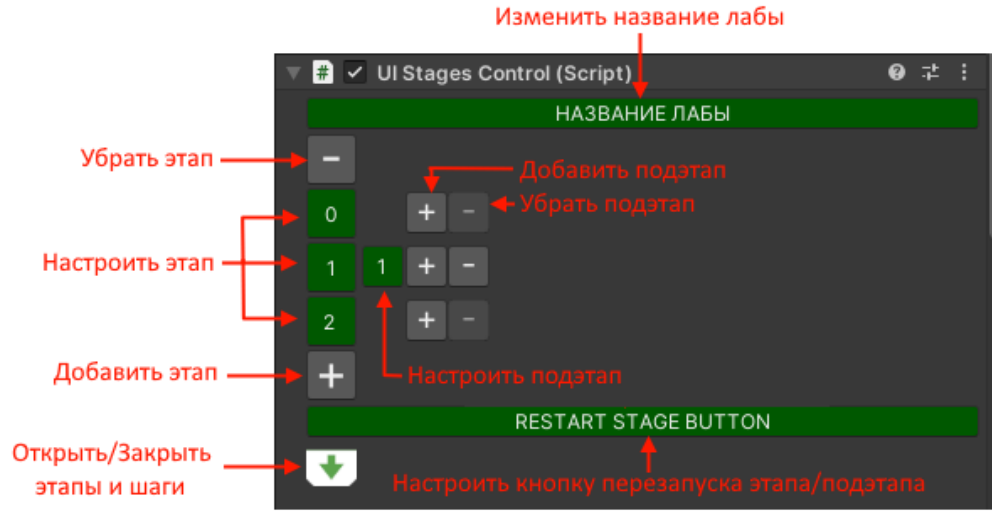 Изменить название лабы
UI Stages Control (Script)
НАЗВАНИЕ ЛАБЫ
Убрать этап
−
Добавить подэтап
0
+ −
Убрать подэтап
Настроить этап
1 1 + −
2 + −
Добавить этап
+
Настроить подэтап
RESTART STAGE BUTTON
Открыть/Закрыть
этапы и шаги
Настроить кнопку перезапуска этапа/подэтапа